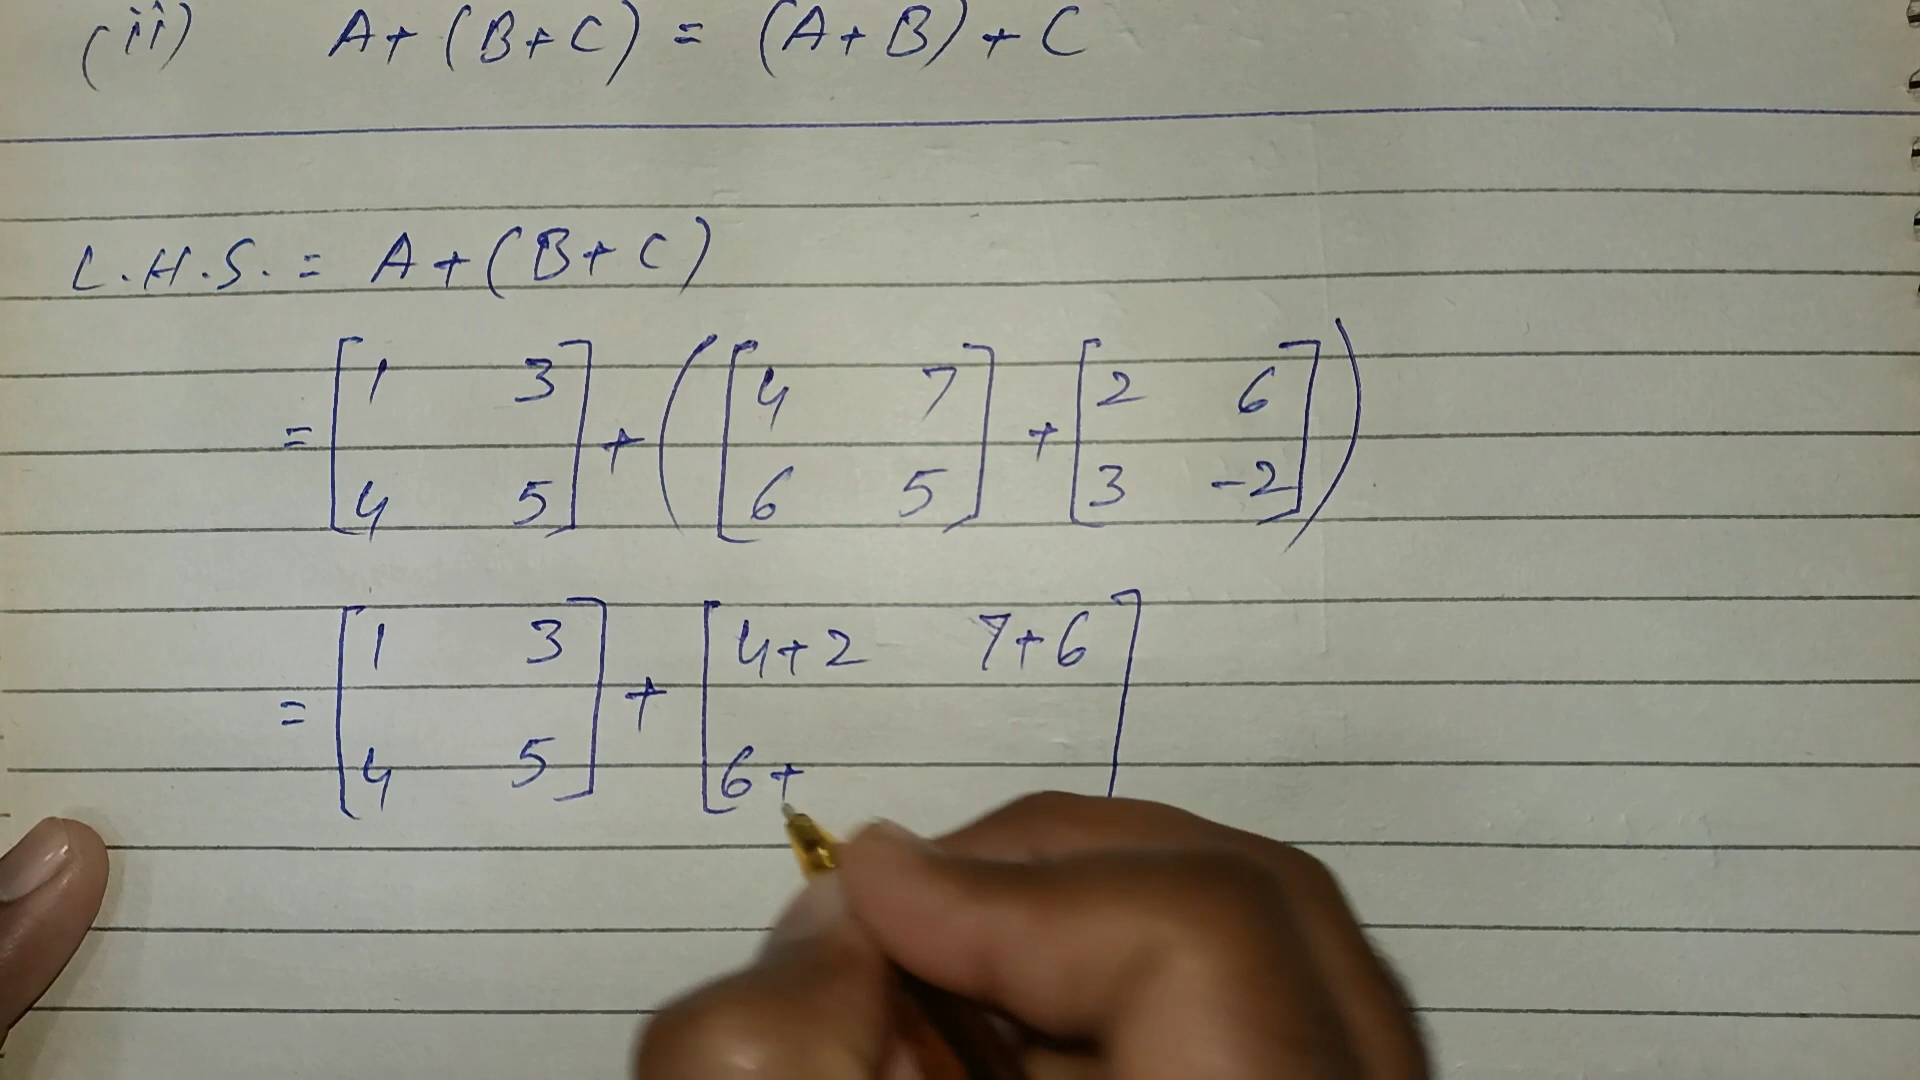 (ii) A+(B+C) = (A+B)+C
L.H.S. = A+(B+C)
= [1 3
4 5] + ([4 7
6 5] + [2 6
3 -2])
= [1 3
4 5] + [4+2 7+6
6+